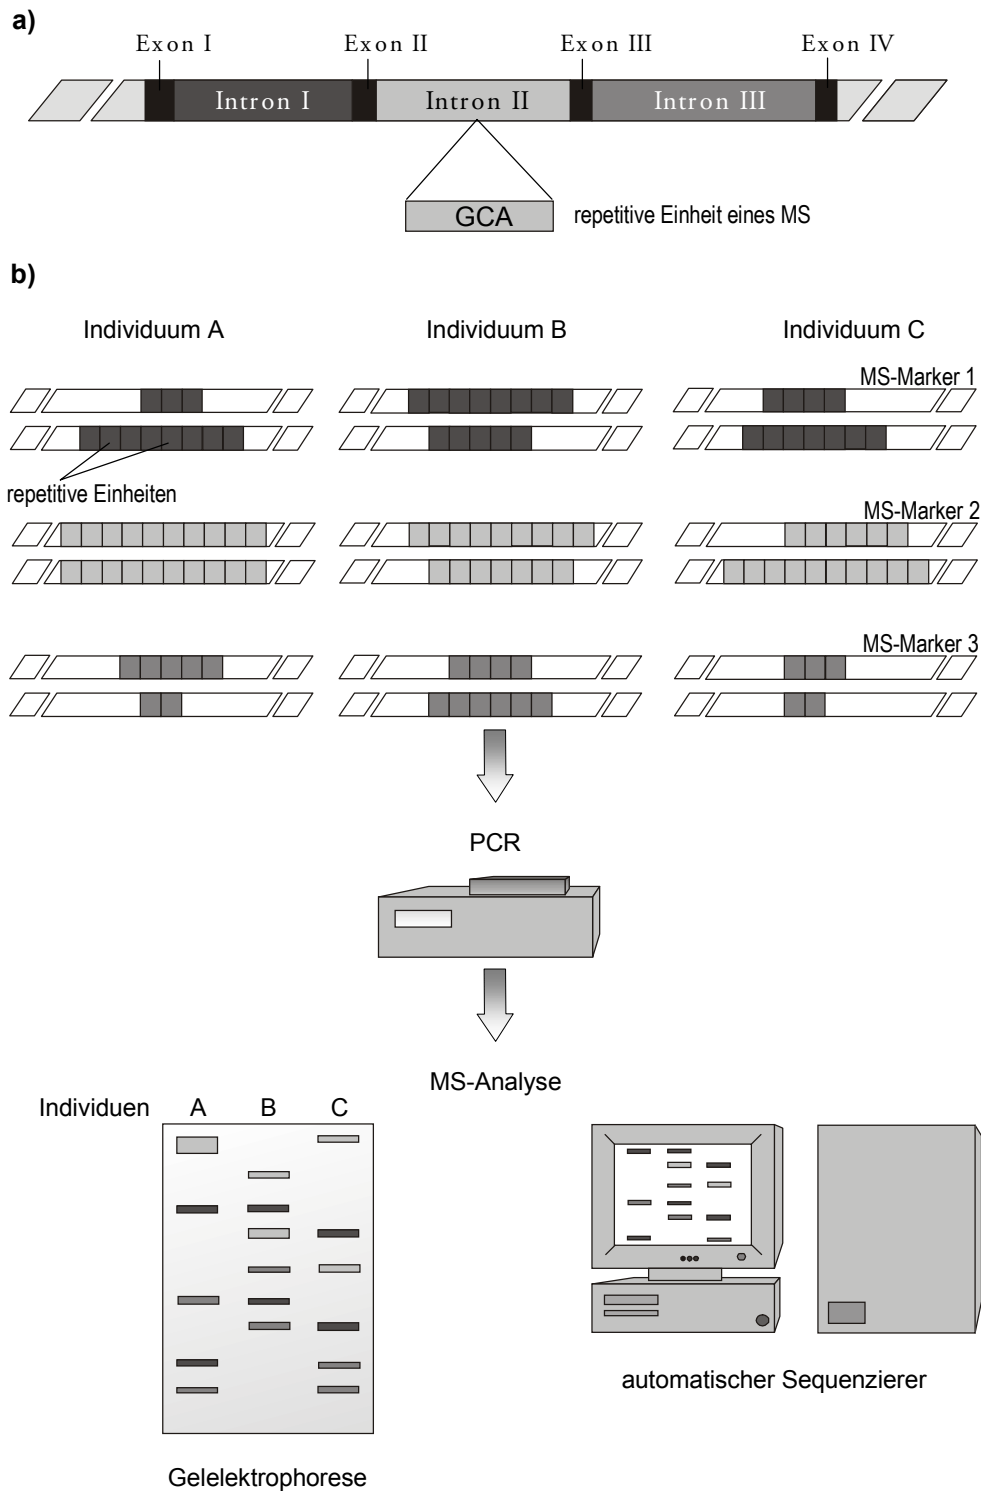 a)
Exon I Exon II Exon III Exon IV
Intron I Intron II Intron III
GCA repetitive Einheit eines MS
b)
Individuum A Individuum B Individuum C
MS-Marker 1
repetitive Einheiten
MS-Marker 2
MS-Marker 3
PCR
MS-Analyse
Individuen A B C
automatischer Sequenzierer
Gelelektrophorese